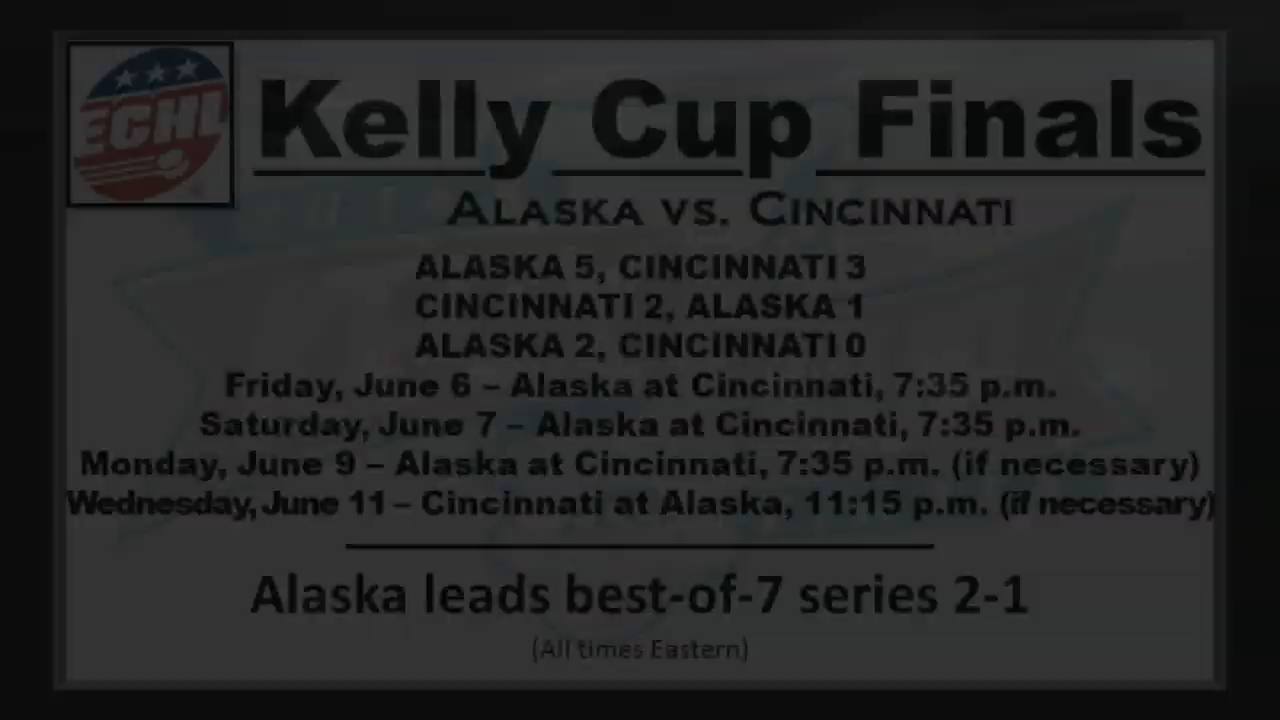 ECHL
Kelly Cup Finals
ALASKA VS. CINCINNATI
ALASKA 5, CINCINNATI 3
CINCINNATI 2, ALASKA 1
ALASKA 2, CINCINNATI 0
Friday, June 6 – Alaska at Cincinnati, 7:35 p.m.
Saturday, June 7 – Alaska at Cincinnati, 7:35 p.m.
Monday, June 9 – Alaska at Cincinnati, 7:35 p.m. (if necessary)
Wednesday, June 11 – Cincinnati at Alaska, 11:15 p.m. (if necessary)
Alaska leads best-of-7 series 2-1
(All times Eastern)